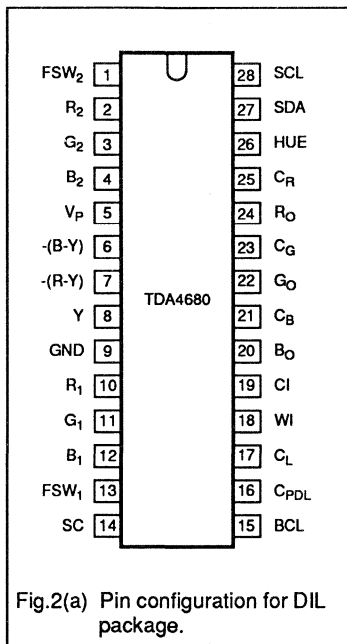 FSW2 1 28 SCL
R2 2 27 SDA
G2 3 26 HUE
B2 4 25 CR
VP 5 24 RO
-(B-Y) 6 23 CG
-(R-Y) 7 22 GO
TDA4680
Y 8 21 CB
GND 9 20 BO
R1 10 19 CI
G1 11 18 WI
B1 12 17 CL
FSW1 13 16 CPDL
SC 14 15 BCL
Fig.2(a) Pin configuration for DIL
package.